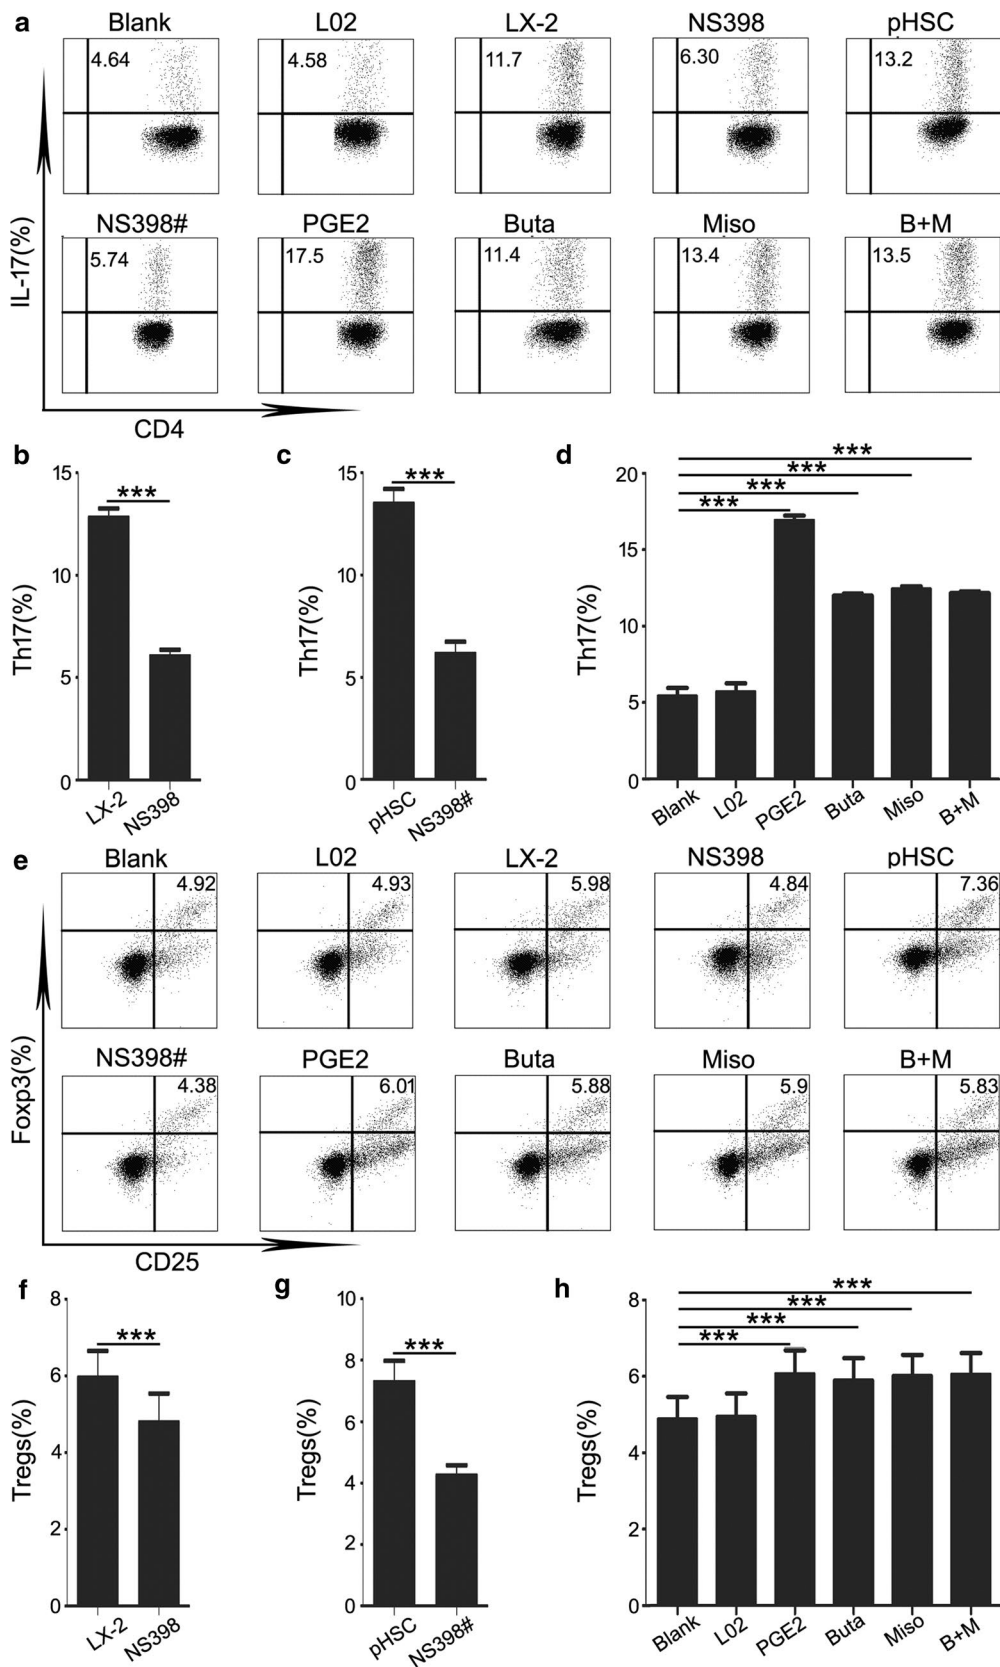 a
Blank L02 LX-2 NS398 pHSC
4.64 4.58 11.7 6.30 13.2
NS398# PGE2 Buta Miso B+M
5.74 17.5 11.4 13.4 13.5
IL-17(%)
CD4
b
15
10
5
0
Th17(%)
***
LX-2 NS398
c
15
10
5
0
Th17(%)
***
pHSC NS398#
d
20
15
10
5
0
Th17(%)
***
***
***
***
Blank L02 PGE2 Buta Miso B+M
e
Blank L02 LX-2 NS398 pHSC
4.92 4.93 5.98 4.84 7.36
NS398# PGE2 Buta Miso B+M
4.38 6.01 5.88 5.9 5.83
Foxp3(%)
CD25
f
8
6
4
2
0
Tregs(%)
***
LX-2 NS398
g
10
8
6
4
2
0
Tregs(%)
***
pHSC NS398#
h
8
6
4
2
0
Tregs(%)
***
***
***
***
Blank L02 PGE2 Buta Miso B+M